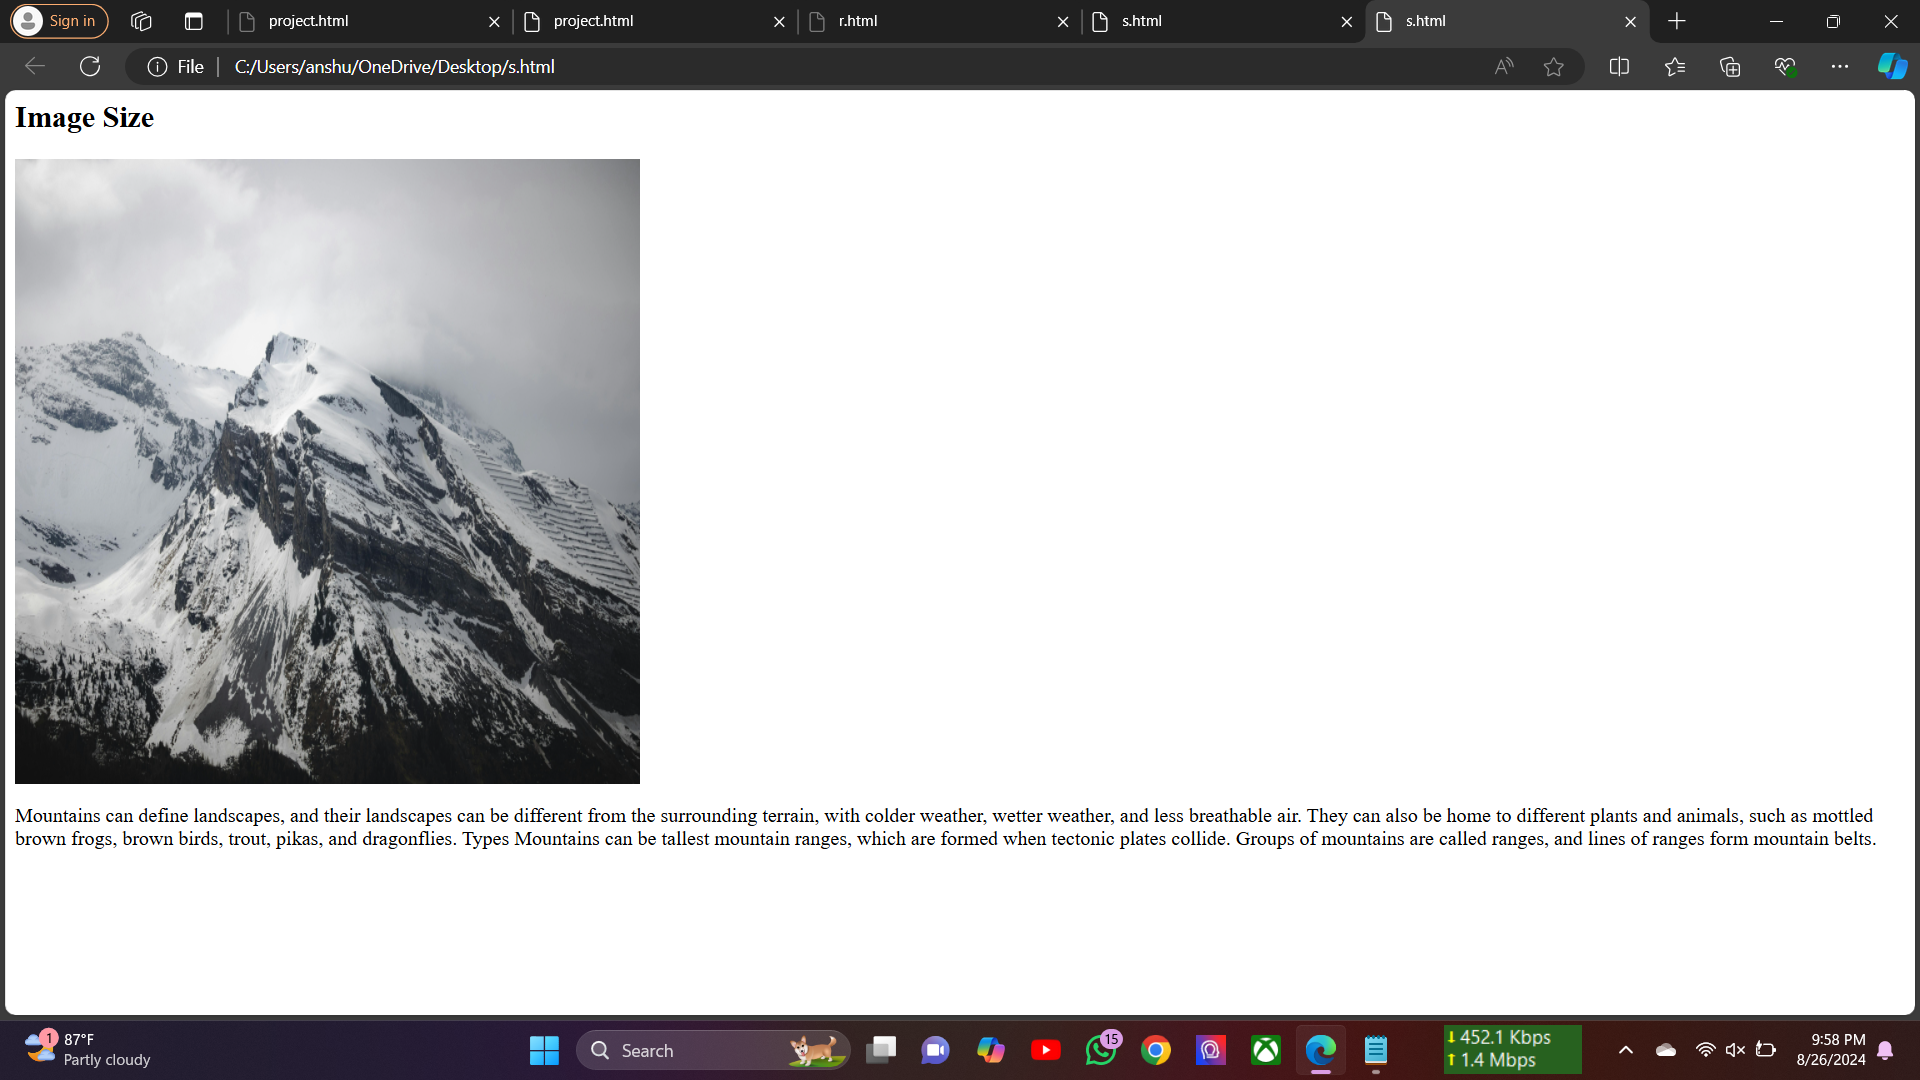 Sign in
project.html
project.html
r.html
s.html
s.html
File
C:/Users/anshu/OneDrive/Desktop/s.html
Image Size
Mountains can define landscapes, and their landscapes can be different from the surrounding terrain, with colder weather, wetter weather, and less breathable air. They can also be home to different plants and animals, such as mottled
brown frogs, brown birds, trout, pikas, and dragonflies. Types Mountains can be tallest mountain ranges, which are formed when tectonic plates collide. Groups of mountains are called ranges, and lines of ranges form mountain belts.
1
87°F
Partly cloudy
Search
15
452.1 Kbps
1.4 Mbps
9:58 PM
8/26/2024